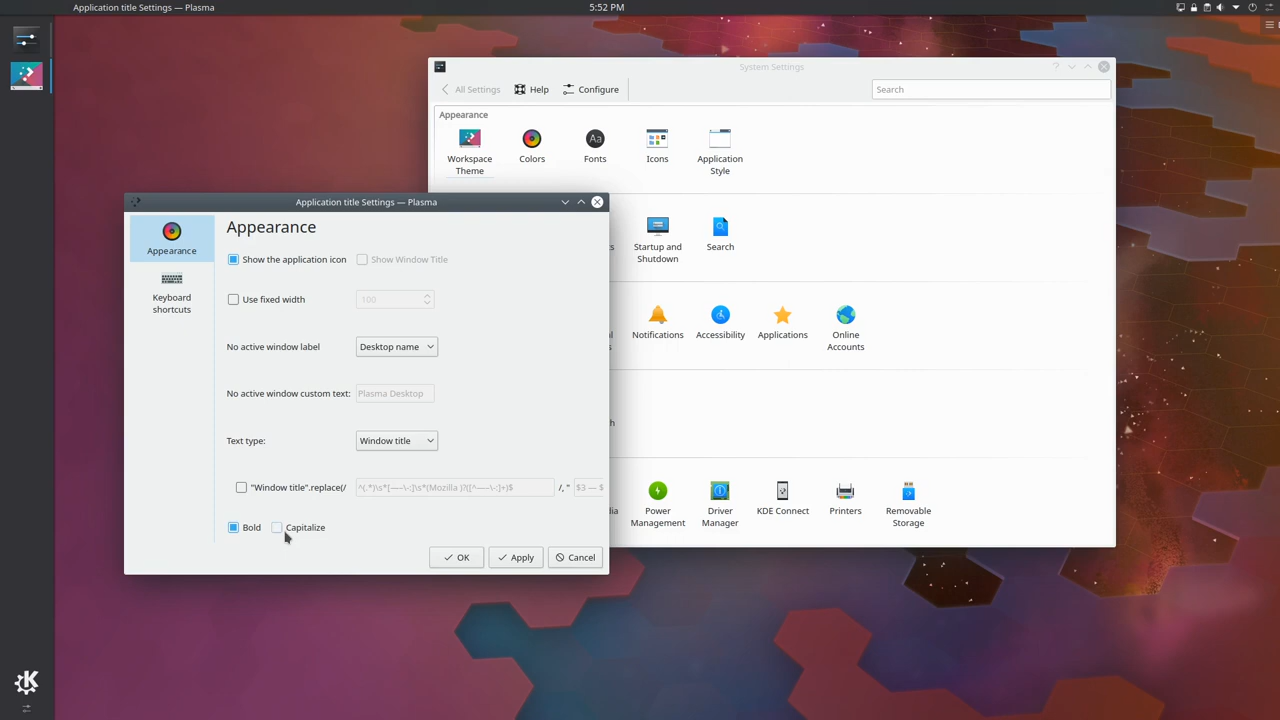 Application title Settings — Plasma
5:52 PM
System Settings
All Settings
Help
Configure
Search
Appearance
Workspace
Theme
Colors
Fonts
Icons
Application
Style
Startup and
Shutdown
Search
Notifications
Accessibility
Applications
Online
Accounts
Power
Management
Driver
Manager
KDE Connect
Printers
Removable
Storage
Application title Settings — Plasma
Appearance
Keyboard
shortcuts
Appearance
Show the application icon
Show Window Title
Use fixed width
100
No active window label
Desktop name
No active window custom text:
Plasma Desktop
Text type:
Window title
"Window title".replace(/
/, "
$3 — $
Bold
Capitalize
OK
Apply
Cancel